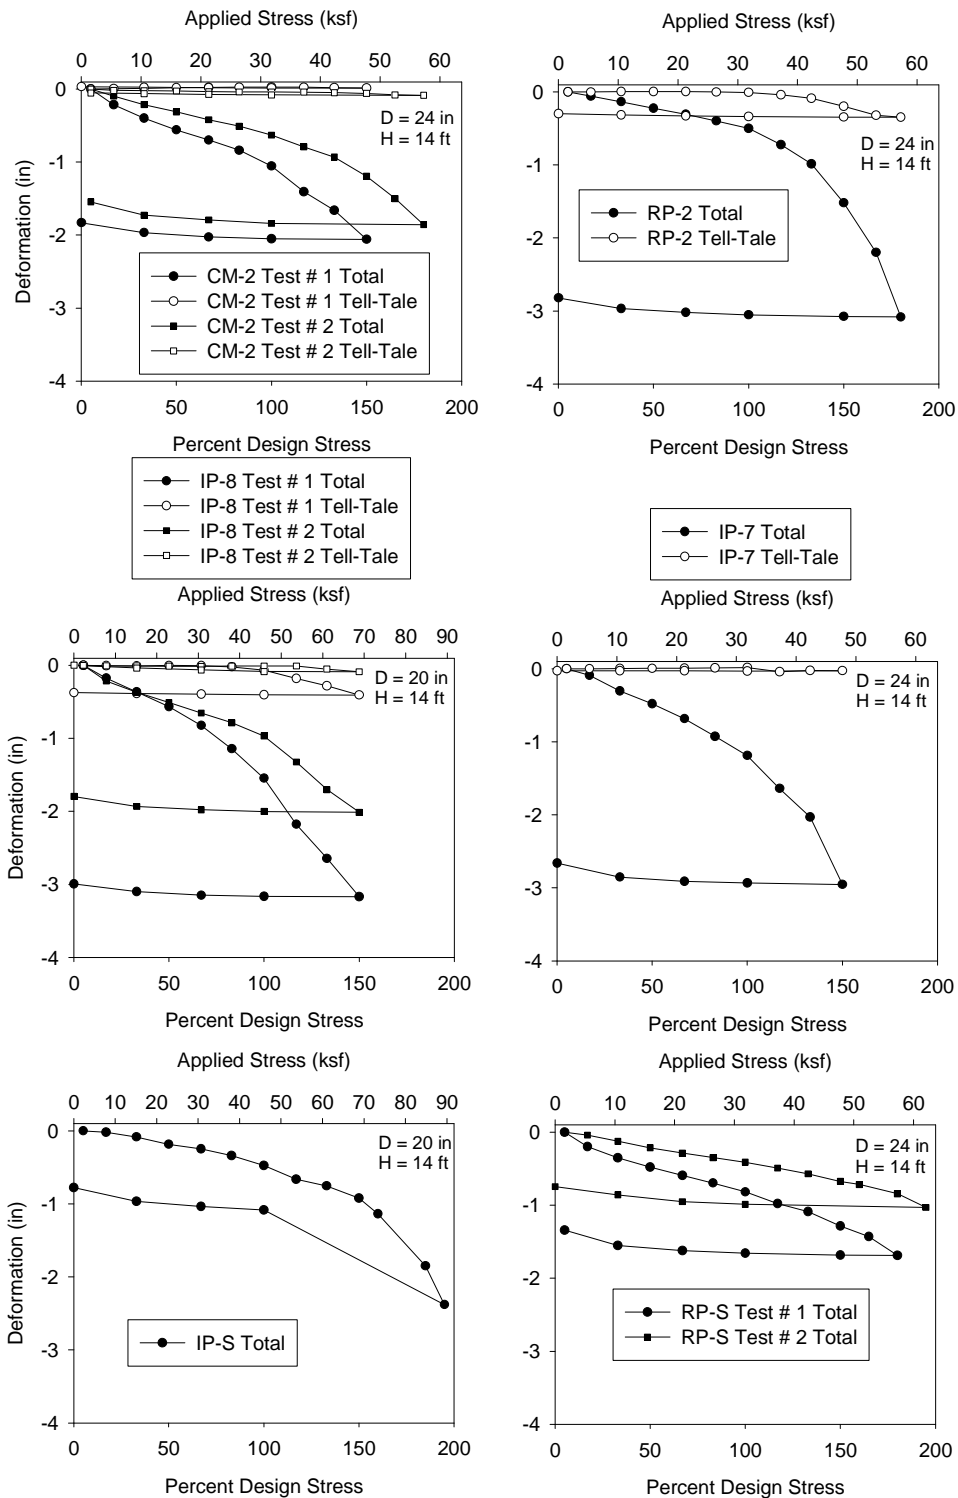 Applied Stress (ksf)
0 10 20 30 40 50 60
0
-1
-2
-3
-4
Deformation (in)
D = 24 in
H = 14 ft
CM-2 Test # 1 Total
CM-2 Test # 1 Tell-Tale
CM-2 Test # 2 Total
CM-2 Test # 2 Tell-Tale
0 50 100 150 200
Percent Design Stress
Applied Stress (ksf)
0 10 20 30 40 50 60
0
-1
-2
-3
-4
D = 24 in
H = 14 ft
RP-2 Total
RP-2 Tell-Tale
0 50 100 150 200
Percent Design Stress
IP-8 Test # 1 Total
IP-8 Test # 1 Tell-Tale
IP-8 Test # 2 Total
IP-8 Test # 2 Tell-Tale
Applied Stress (ksf)
0 10 20 30 40 50 60 70 80 90
0
-1
-2
-3
-4
Deformation (in)
D = 20 in
H = 14 ft
0 50 100 150 200
Percent Design Stress
IP-7 Total
IP-7 Tell-Tale
Applied Stress (ksf)
0 10 20 30 40 50 60
0
-1
-2
-3
-4
D = 24 in
H = 14 ft
0 50 100 150 200
Percent Design Stress
Applied Stress (ksf)
0 10 20 30 40 50 60 70 80 90
0
-1
-2
-3
-4
Deformation (in)
D = 20 in
H = 14 ft
IP-S Total
0 50 100 150 200
Percent Design Stress
Applied Stress (ksf)
0 10 20 30 40 50 60
0
-1
-2
-3
-4
D = 24 in
H = 14 ft
RP-S Test # 1 Total
RP-S Test # 2 Total
0 50 100 150 200
Percent Design Stress